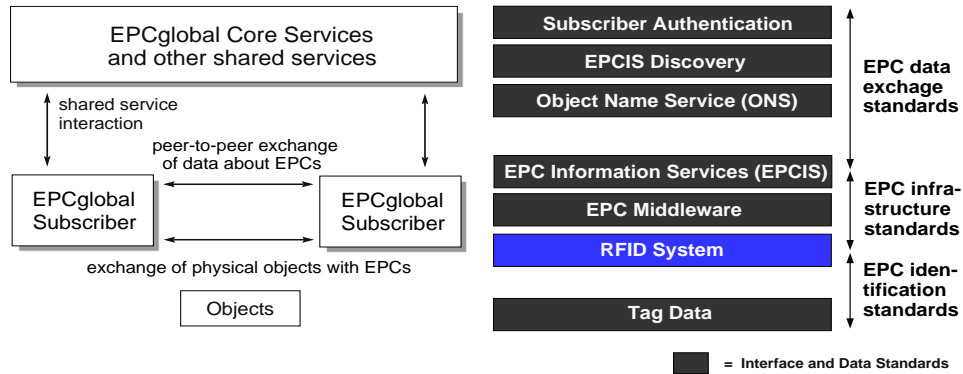 EPCglobal Core Services
and other shared services
shared service
interaction
peer-to-peer exchange
of data about EPCs
EPCglobal
Subscriber
EPCglobal
Subscriber
exchange of physical objects with EPCs
Objects
Subscriber Authentication
EPCIS Discovery
Object Name Service (ONS)
EPC Information Services (EPCIS)
EPC Middleware
RFID System
Tag Data
EPC data
exchage
standards
EPC infra-
structure
standards
EPC iden-
tification
standards
= Interface and Data Standards